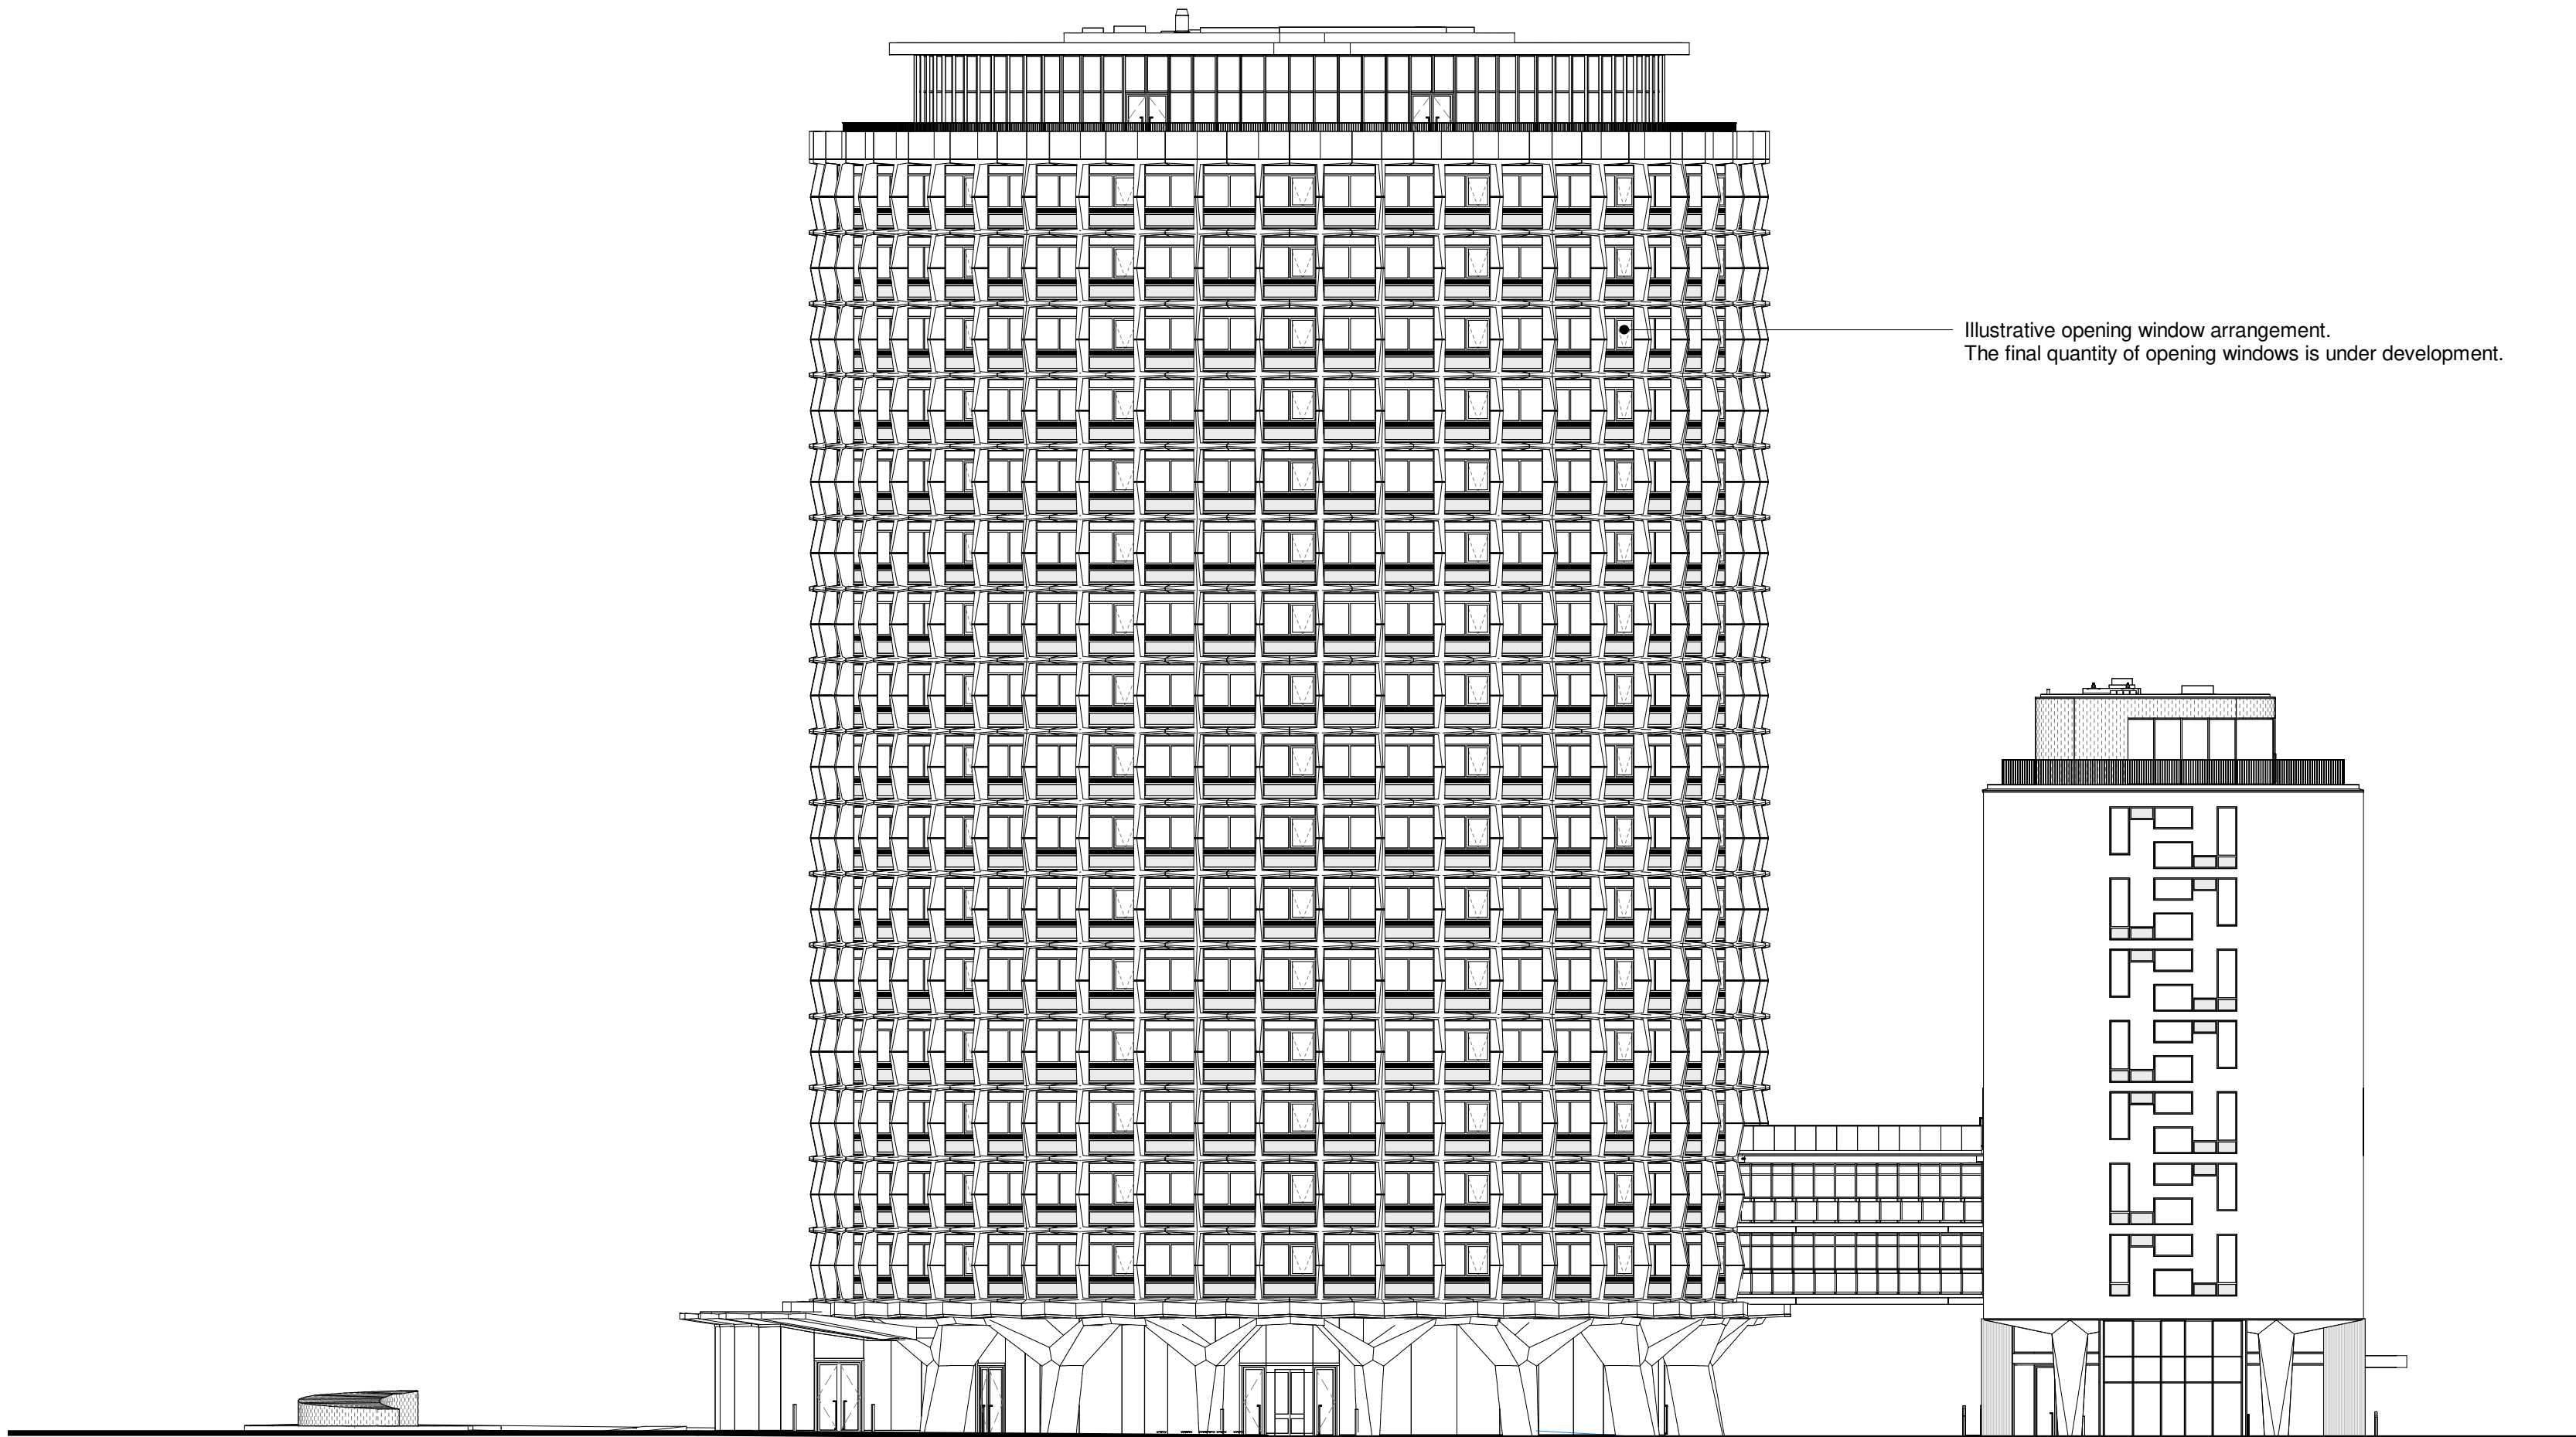 Illustrative opening window arrangement.
The final quantity of opening windows is under development.